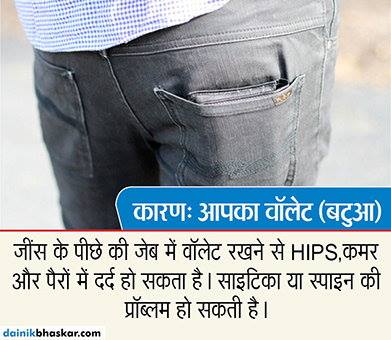 कारणः आपका वॉलेट (बटुआ)
जींस के पीछे की जेब में वॉलेट रखने से HIPS,कमर
और पैरों में दर्द हो सकता है। साइटिका या स्पाइन की
प्रॉब्लम हो सकती है।
dainikbhaskar.com